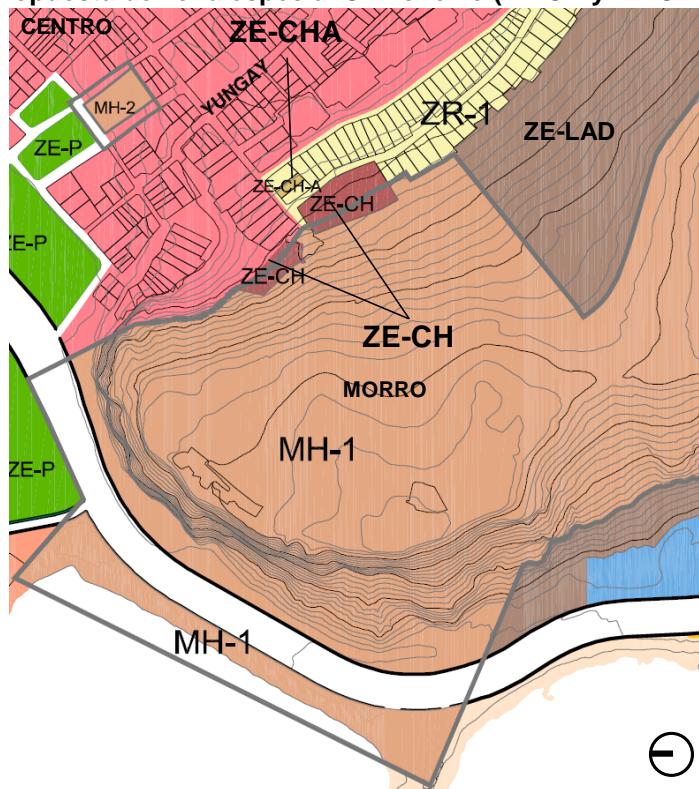 CENTRO
ZE-CHA
YUNGAY
MH-2
ZR-1
ZE-LAD
ZE-P
ZE-CH-A
ZE-CH
ZE-P
ZE-CH
ZE-CH
MORRO
MH-1
ZE-P
MH-1